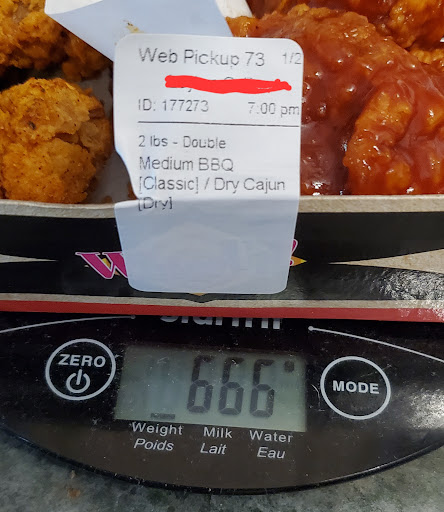 Web Pickup 73 1/2
ID: 177273 7:00 pm
2 lbs - Double
Medium BBQ
[Classic] / Dry Cajun
[Dry]
starfrit
ZERO
MODE
666
Weight Milk Water
Poids Lait Eau